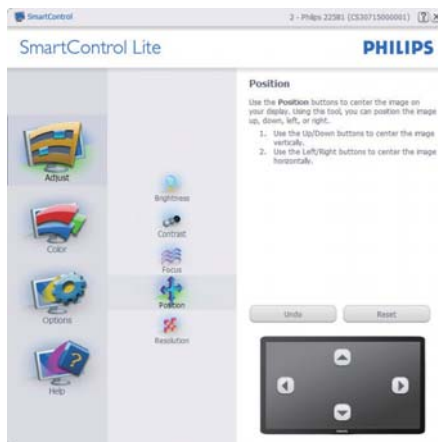 SmartControl
2 - Philips 225B1 (CS30715000001)
SmartControl Lite
PHILIPS
Adjust
Color
Options
Help
Brightness
Contrast
Focus
Position
Resolution
Position
Use the Position buttons to center the image on
your display. Using the tool, you can position the image
up, down, left, or right.
1. Use the Up/Down buttons to center the image
vertically.
2. Use the Left/Right buttons to center the image
horizontally.
Undo
Reset